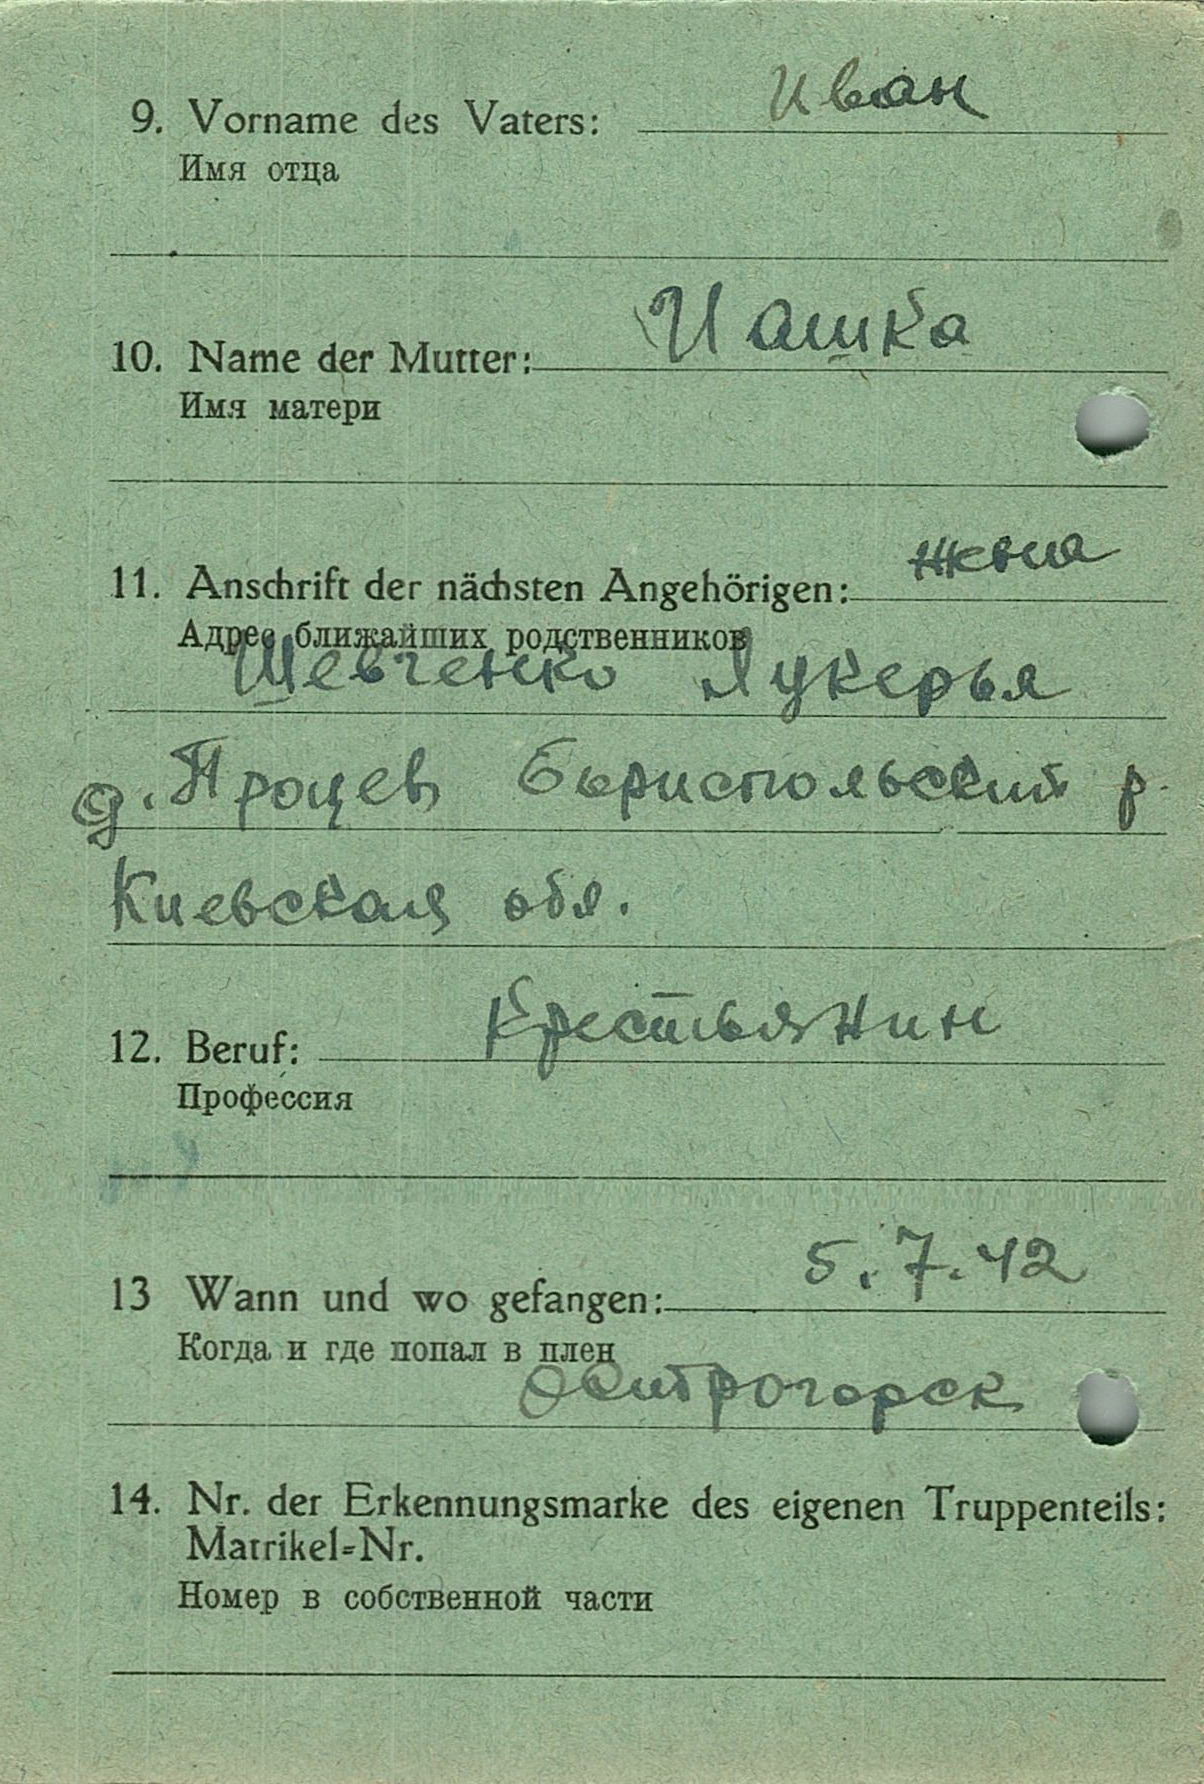 9. Vorname des Vaters: Иван
Имя отца
10. Name der Mutter: Иашка
Имя матери
11. Anschrift der nächsten Angehörigen: жена
Адрес ближайших родственников
Шевченко Лукерья
д. Процев Бориспольский р.
Киевская обл.
12. Beruf: Крестьянин
Профессия
13 Wann und wo gefangen: 5.7.42
Когда и где попал в плен
Острогорск
14. Nr. der Erkennungsmarke des eigenen Truppenteils:
Matrikel-Nr.
Номер в собственной части